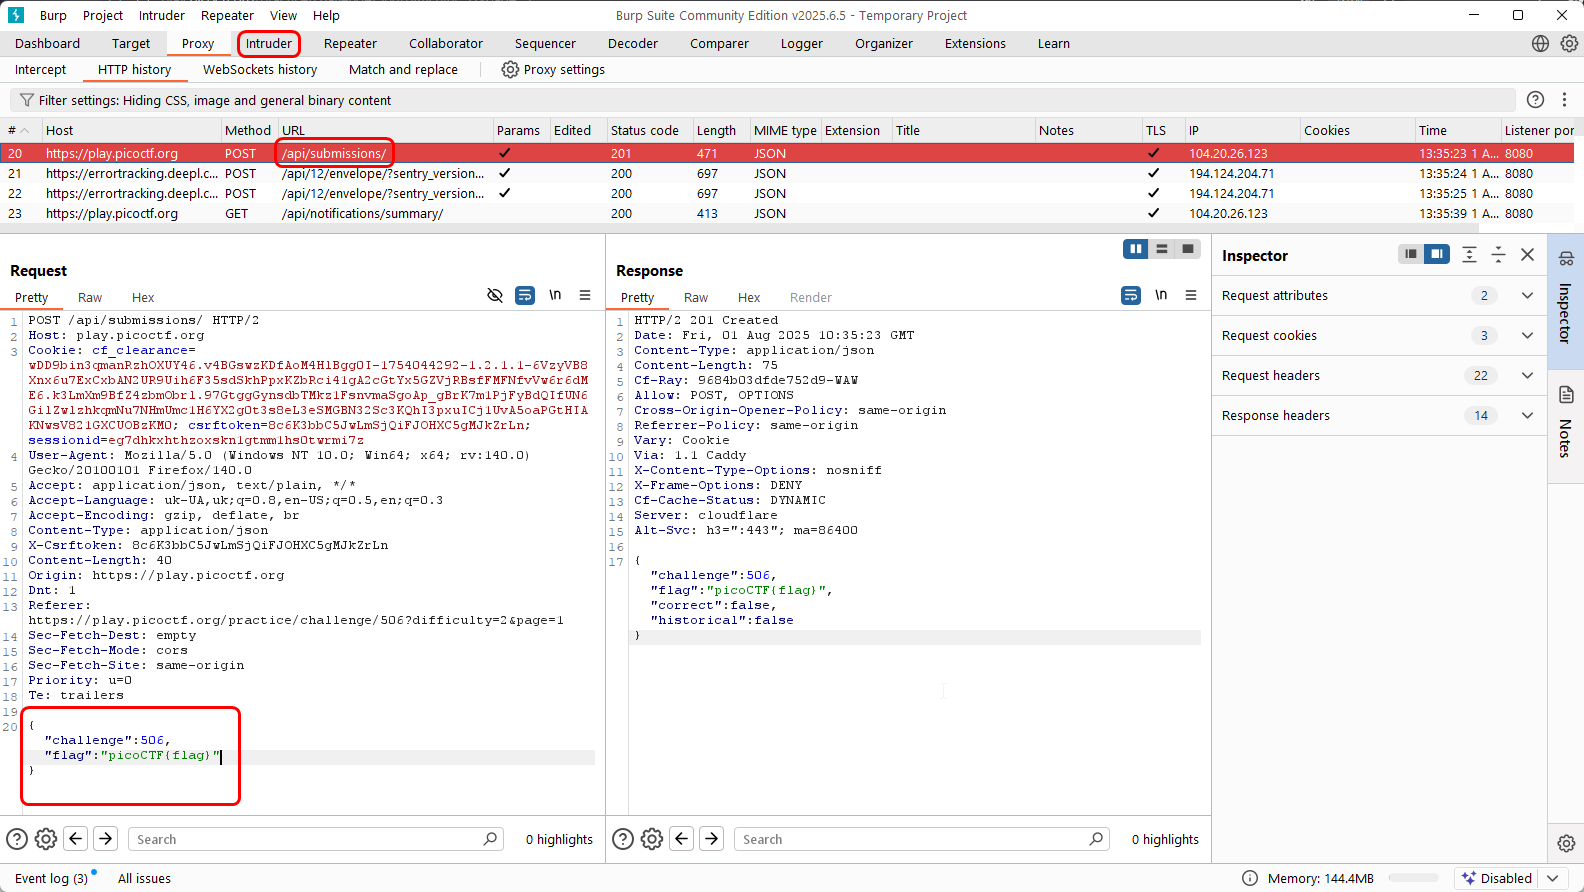 Burp Project Intruder Repeater View Help Burp Suite Community Edition v2025.6.5 - Temporary Project
Dashboard Target Proxy Intruder Repeater Collaborator Sequencer Decoder Comparer Logger Organizer Extensions Learn
Intercept HTTP history WebSockets history Match and replace Proxy settings
Filter settings: Hiding CSS, image and general binary content
# Host Method URL Params Edited Status code Length MIME type Extension Title Notes TLS IP Cookies Time Listener por
20 https://play.picoctf.org POST /api/submissions/ ✓ 201 471 JSON ✓ 104.20.26.123 13:35:23 1 A... 8080
21 https://errortracking.deepl.c... POST /api/12/envelope/?sentry_version... ✓ 200 697 JSON ✓ 194.124.204.71 13:35:24 1 A... 8080
22 https://errortracking.deepl.c... POST /api/12/envelope/?sentry_version... ✓ 200 697 JSON ✓ 194.124.204.71 13:35:25 1 A... 8080
23 https://play.picoctf.org GET /api/notifications/summary/ 200 413 JSON ✓ 104.20.26.123 13:35:39 1 A... 8080
Request
Pretty Raw Hex \n
1 POST /api/submissions/ HTTP/2
2 Host: play.picoctf.org
3 Cookie: cf_clearance=
4 User-Agent: Mozilla/5.0 (Windows NT 10.0; Win64; x64; rv:140.0)
Gecko/20100101 Firefox/140.0
5 Accept: application/json, text/plain, */*
6 Accept-Language: uk-UA,uk;q=0.8,en-US;q=0.5,en;q=0.3
7 Accept-Encoding: gzip, deflate, br
8 Content-Type: application/json
9 X-Csrftoken: 8c6K3bbC5JwLmSjQiFJOHXC5gMJkZrLn
10 Content-Length: 40
11 Origin: https://play.picoctf.org
12 Dnt: 1
13 Referer:
https://play.picoctf.org/practice/challenge/506?difficulty=2&page=1
14 Sec-Fetch-Dest: empty
15 Sec-Fetch-Mode: cors
16 Sec-Fetch-Site: same-origin
17 Priority: u=0
18 Te: trailers
19
20 {
"challenge":506,
"flag":"picoCTF{flag}"
}
Search 0 highlights
Response
Pretty Raw Hex Render \n
1 HTTP/2 201 Created
2 Date: Fri, 01 Aug 2025 10:35:23 GMT
3 Content-Type: application/json
4 Content-Length: 75
5 Cf-Ray: 9684b03dfde752d9-WAW
6 Allow: POST, OPTIONS
7 Cross-Origin-Opener-Policy: same-origin
8 Referrer-Policy: same-origin
9 Vary: Cookie
10 Via: 1.1 Caddy
11 X-Content-Type-Options: nosniff
12 X-Frame-Options: DENY
13 Cf-Cache-Status: DYNAMIC
14 Server: cloudflare
15 Alt-Svc: h3=":443"; ma=86400
16
17 {
"challenge":506,
"flag":"picoCTF{flag}",
"correct":false,
"historical":false
}
Search 0 highlights
Inspector
Request attributes 2
Request cookies 3
Request headers 22
Response headers 14
Inspector
Notes
Event log (3) All issues Memory: 144.4MB Disabled